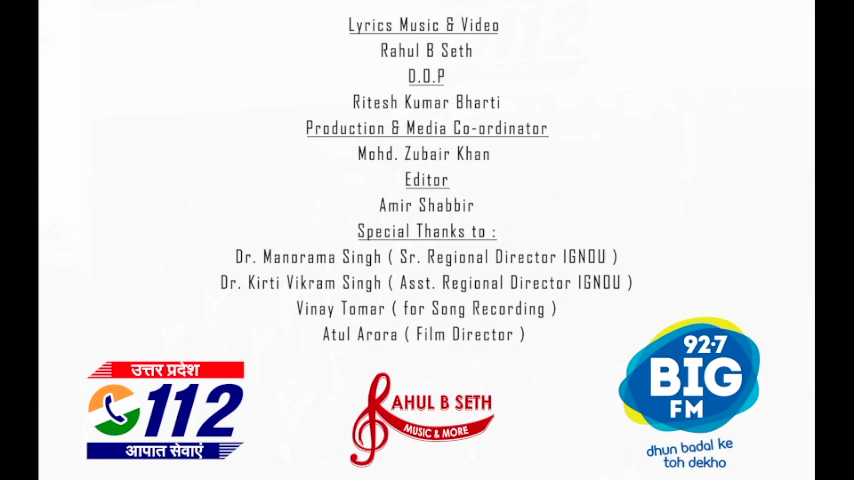 Lyrics Music & Video
Rahul B Seth
D.O.P
Ritesh Kumar Bharti
Production & Media Co-ordinator
Mohd. Zubair Khan
Editor
Amir Shabbir
Special Thanks to :
Dr. Manorama Singh ( Sr. Regional Director IGNOU )
Dr. Kirti Vikram Singh ( Asst. Regional Director IGNOU )
Vinay Tomar ( for Song Recording )
Atul Arora ( Film Director )
उत्तर प्रदेश
112
आपात सेवाएं
RAHUL B SETH
MUSIC & MORE
92.7
BIG
FM
dhun badal ke
toh dekho